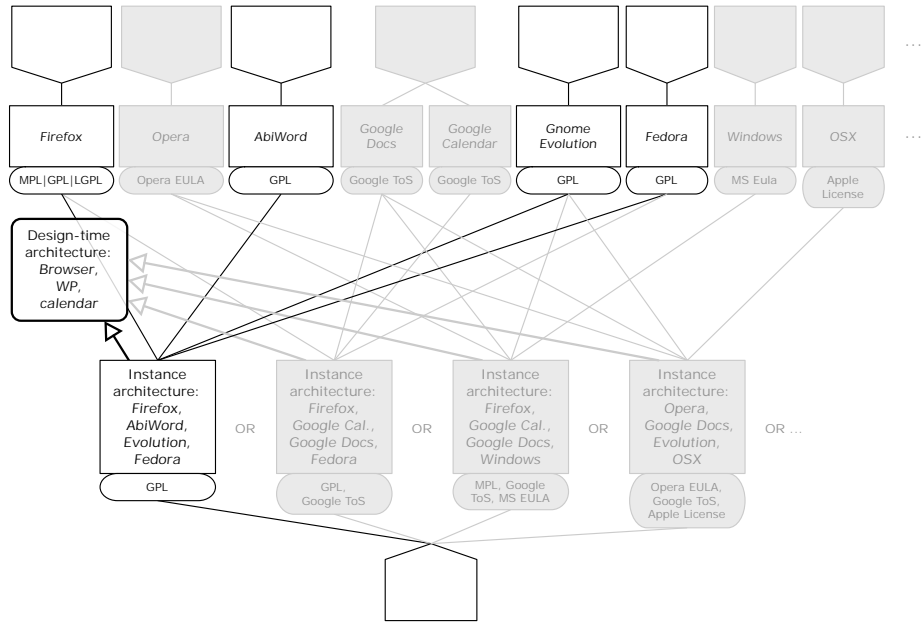 ...
Firefox
Opera
AbiWord
Google
Docs
Google
Calendar
Gnome
Evolution
Fedora
Windows
OSX
...
MPL|GPL|LGPL
Opera EULA
GPL
Google ToS
Google ToS
GPL
GPL
MS Eula
Apple
License
Design-time
architecture:
Browser,
WP,
calendar
Instance
architecture:
Firefox,
AbiWord,
Evolution,
Fedora
GPL
OR
Instance
architecture:
Firefox,
Google Cal.,
Google Docs,
Fedora
GPL,
Google ToS
OR
Instance
architecture:
Firefox,
Google Cal.,
Google Docs,
Windows
MPL, Google
ToS, MS EULA
OR
Instance
architecture:
Opera,
Google Docs,
Evolution,
OSX
Opera EULA,
Google ToS,
Apple License
OR ...